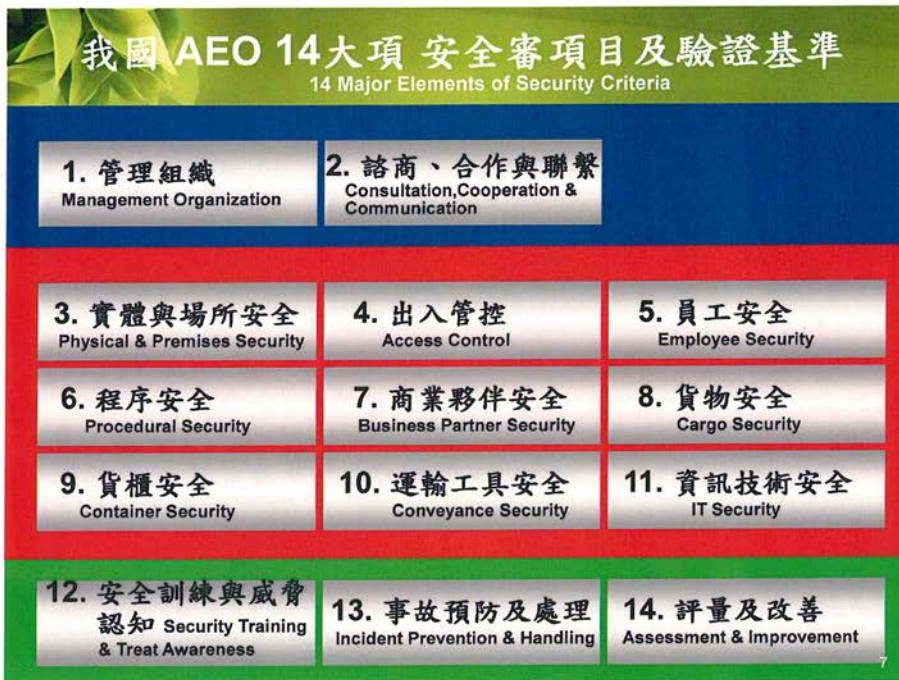 我國 AEO 14大項 安全審項目及驗證基準
14 Major Elements of Security Criteria
1. 管理組織
Management Organization
2. 諮商、合作與聯繫
Consultation,Cooperation &
Communication
3. 實體與場所安全
Physical & Premises Security
4. 出入管控
Access Control
5. 員工安全
Employee Security
6. 程序安全
Procedural Security
7. 商業夥伴安全
Business Partner Security
8. 貨物安全
Cargo Security
9. 貨櫃安全
Container Security
10. 運輸工具安全
Conveyance Security
11. 資訊技術安全
IT Security
12. 安全訓練與威脅
認知 Security Training
& Treat Awareness
13. 事故預防及處理
Incident Prevention & Handling
14. 評量及改善
Assessment & Improvement
7